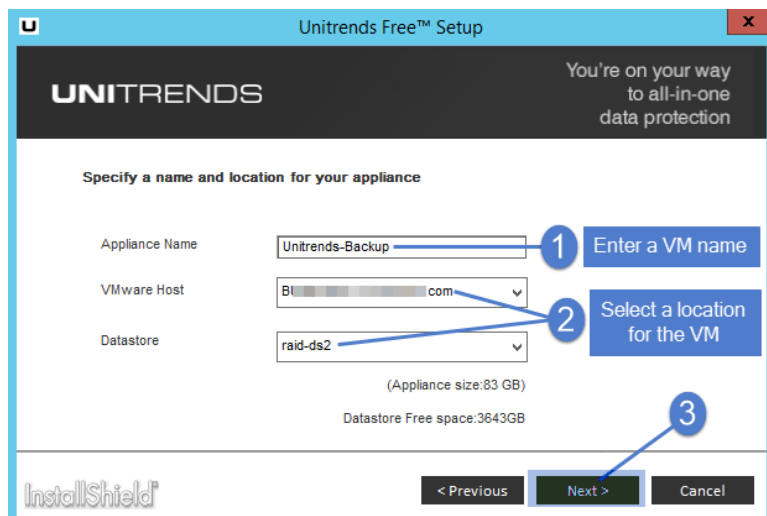 U
Unitrends Free™ Setup
x
UNITRENDS
You're on your way
to all-in-one
data protection
Specify a name and location for your appliance
Appliance Name
Unitrends-Backup
1
Enter a VM name
VMware Host
com
2
Select a location
for the VM
Datastore
raid-ds2
(Appliance size:83 GB)
Datastore Free space:3643GB
3
InstallShield
< Previous
Next >
Cancel